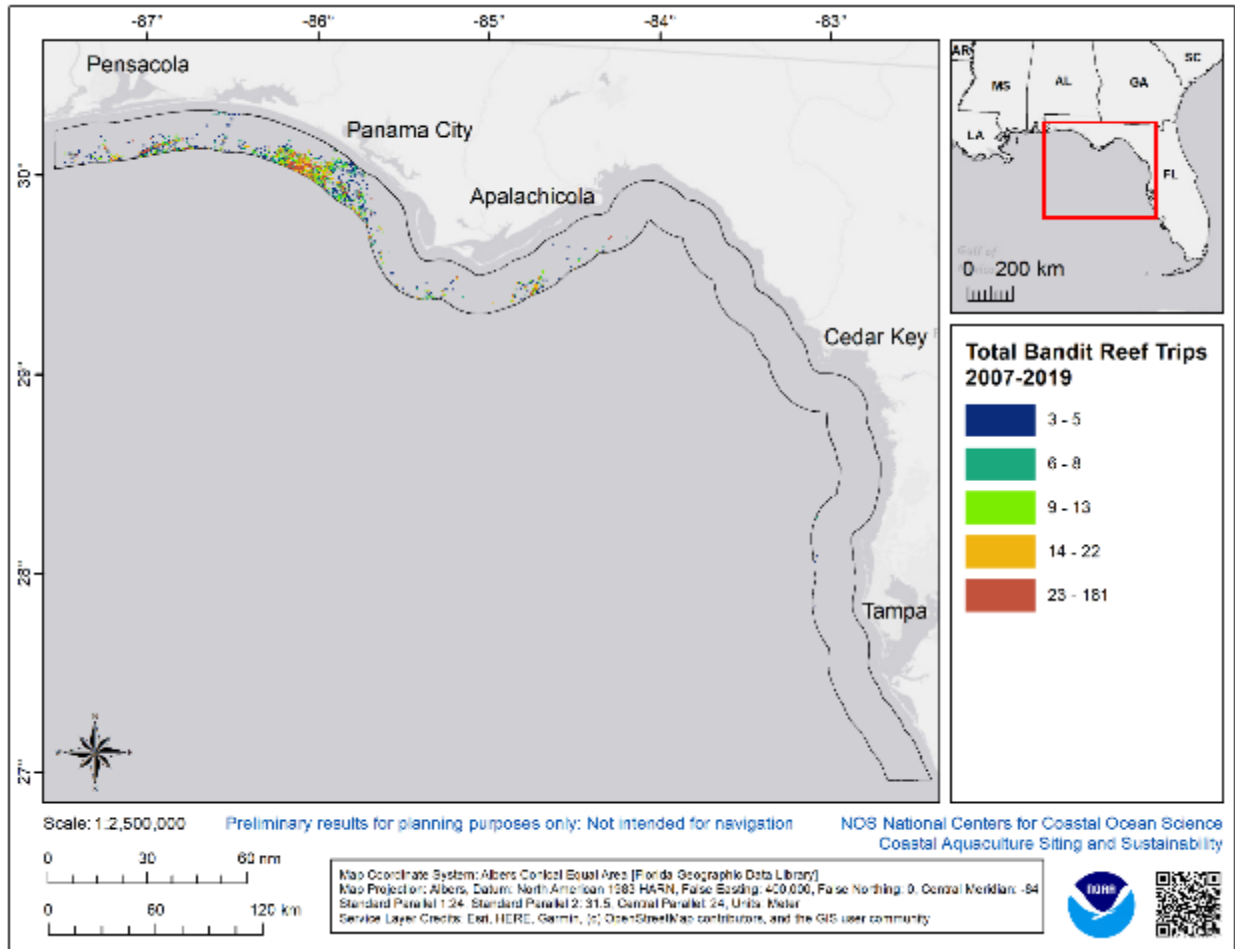 -87°
-86°
-85°
-84°
-83°
Pensacola
Panama City
Apalachicola
Cedar Key
Tampa
30°
29°
28°
27°
AR
MS
AL
GA
SC
LA
FL
Gulf of
0 200 km
Total Bandit Reef Trips
2007-2019
3 - 5
6 - 8
9 - 13
14 - 22
23 - 181
Scale: 1:2,500,000
Preliminary results for planning purposes only: Not intended for navigation
NOS National Centers for Coastal Ocean Science
Coastal Aquaculture Siting and Sustainability
0 30 60 nm
0 60 120 km
Map Coordinate System: Albers Conical Equal Area [Florida Geographic Data Library]
Map Projection: Albers, Datum: North American 1983 HARN, False Easting: 400,000, False Northing: 0, Central Meridian: -84
Standard Parallel 1:24, Standard Parallel 2: 31.5, Central Parallel: 24, Units: Meter
Service Layer Credits: Esri, HERE, Garmin, (c) OpenStreetMap contributors, and the GIS user community
NOAA